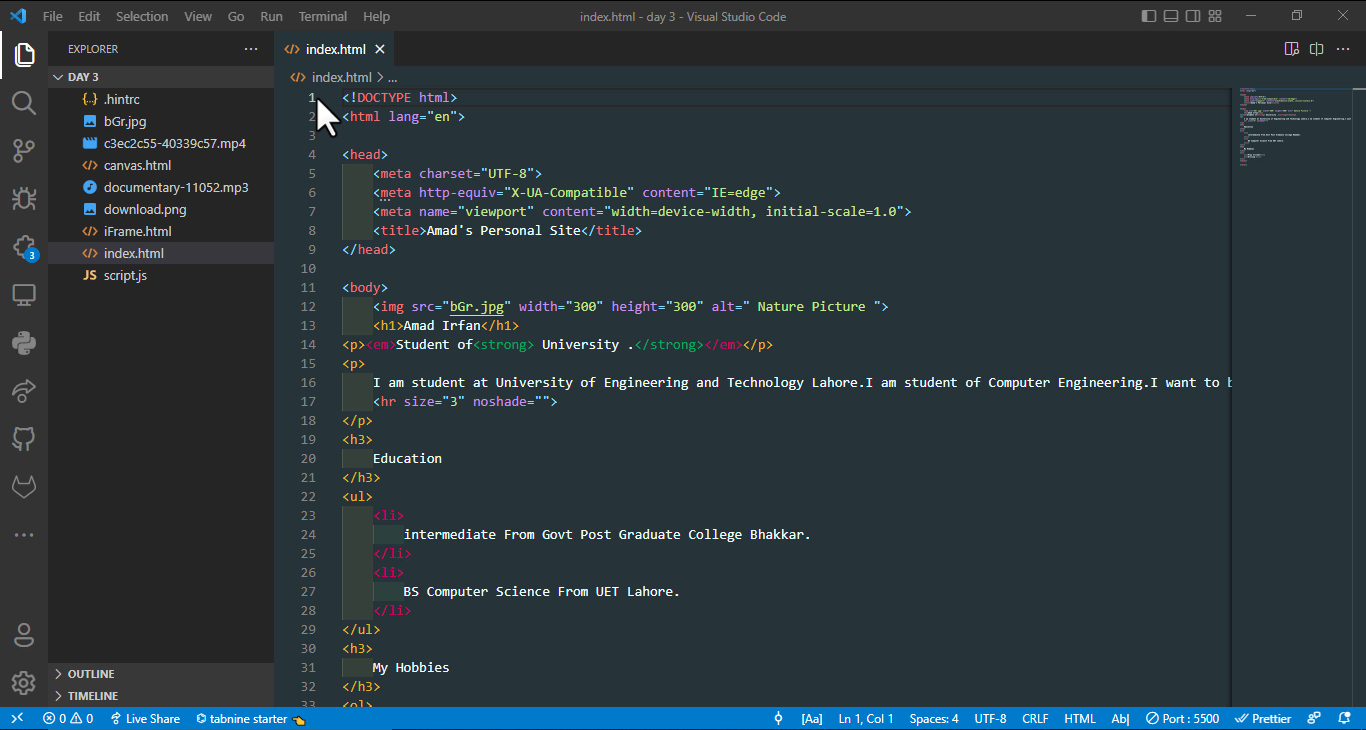 File Edit Selection View Go Run Terminal Help index.html - day 3 - Visual Studio Code
EXPLORER
DAY 3
{..} .hintrc
bGr.jpg
c3ec2c55-40339c57.mp4
canvas.html
documentary-11052.mp3
download.png
iFrame.html
index.html
JS script.js
OUTLINE
TIMELINE
3
index.html
index.html > ...
1 <!DOCTYPE html>
2 <html lang="en">
3
4 <head>
5 <meta charset="UTF-8">
6 <meta http-equiv="X-UA-Compatible" content="IE=edge">
7 <meta name="viewport" content="width=device-width, initial-scale=1.0">
8 <title>Amad's Personal Site</title>
9 </head>
10
11 <body>
12 <img src="bGr.jpg" width="300" height="300" alt=" Nature Picture ">
13 <h1>Amad Irfan</h1>
14 <p><em>Student of<strong> University .</strong></em></p>
15 <p>
16 I am student at University of Engineering and Technology Lahore.I am student of Computer Engineering.I want to
17 <hr size="3" noshade="">
18 </p>
19 <h3>
20 Education
21 </h3>
22 <ul>
23 <li>
24 intermediate From Govt Post Graduate College Bhakkar.
25 </li>
26 <li>
27 BS Computer Science From UET Lahore.
28 </li>
29 </ul>
30 <h3>
31 My Hobbies
32 </h3>
33 <ol>
0 0 Live Share tabnine starter [Aa] Ln 1, Col 1 Spaces: 4 UTF-8 CRLF HTML Ab| Port : 5500 Prettier